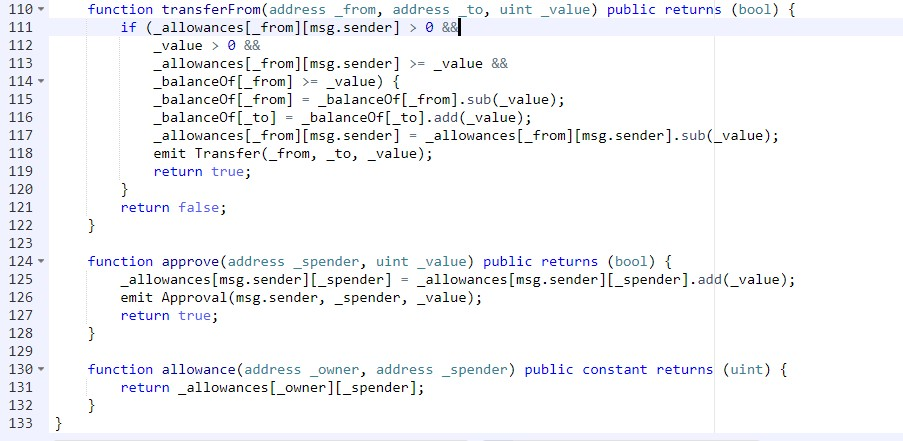 110 function transferFrom(address _from, address _to, uint _value) public returns (bool) {
111 if (_allowances[_from][msg.sender] > 0 &&
112 _value > 0 &&
113 _allowances[_from][msg.sender] >= _value &&
114 _balanceOf[_from] >= _value) {
115 _balanceOf[_from] = _balanceOf[_from].sub(_value);
116 _balanceOf[_to] = _balanceOf[_to].add(_value);
117 _allowances[_from][msg.sender] = _allowances[_from][msg.sender].sub(_value);
118 emit Transfer(_from, _to, _value);
119 return true;
120 }
121 return false;
122 }
123
124 function approve(address _spender, uint _value) public returns (bool) {
125 _allowances[msg.sender][_spender] = _allowances[msg.sender][_spender].add(_value);
126 emit Approval(msg.sender, _spender, _value);
127 return true;
128 }
129
130 function allowance(address _owner, address _spender) public constant returns (uint) {
131 return _allowances[_owner][_spender];
132 }
133 }